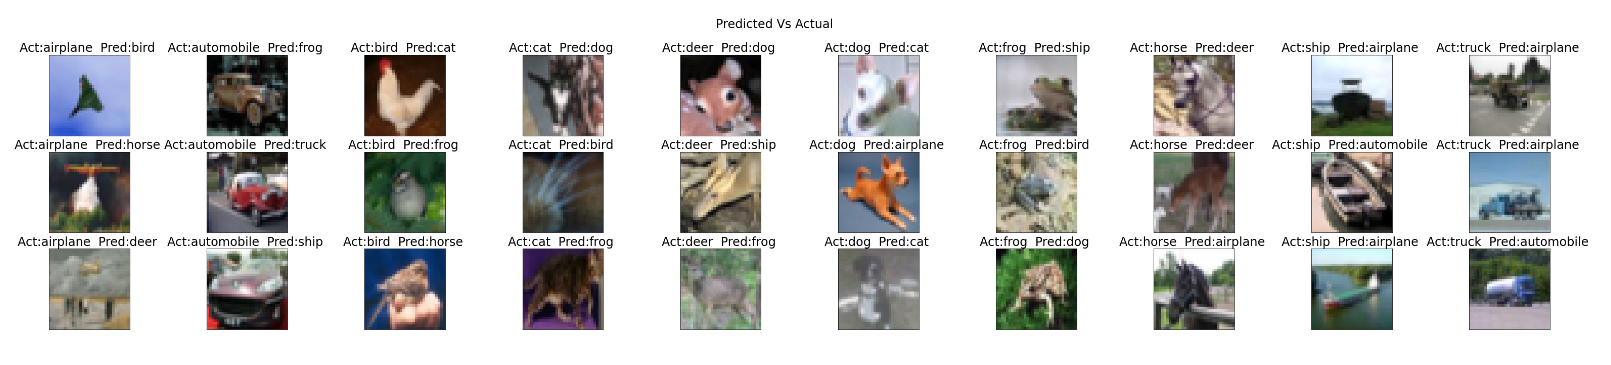 Predicted Vs Actual
Act:airplane Pred:bird Act:automobile Pred:frog Act:bird Pred:cat Act:cat Pred:dog Act:deer Pred:dog Act:dog Pred:cat Act:frog Pred:ship Act:horse Pred:deer Act:ship Pred:airplane Act:truck Pred:airplane
Act:airplane Pred:horse Act:automobile Pred:truck Act:bird Pred:frog Act:cat Pred:bird Act:deer Pred:ship Act:dog Pred:airplane Act:frog Pred:bird Act:horse Pred:deer Act:ship Pred:automobile Act:truck Pred:airplane
Act:airplane Pred:deer Act:automobile Pred:ship Act:bird Pred:horse Act:cat Pred:frog Act:deer Pred:frog Act:dog Pred:cat Act:frog Pred:dog Act:horse Pred:airplane Act:ship Pred:airplane Act:truck Pred:automobile